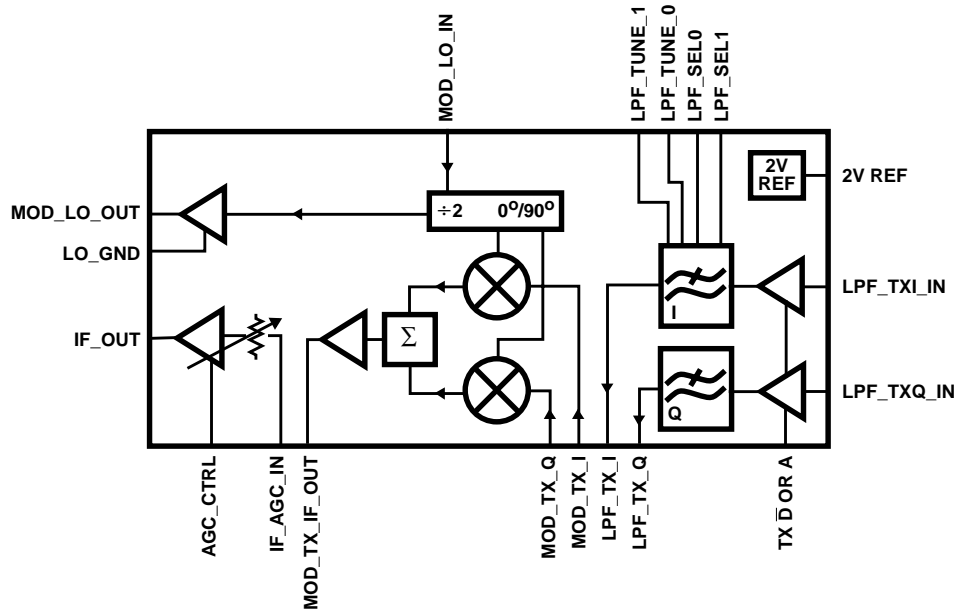 MOD_LO_IN
LPF_TUNE_1
LPF_TUNE_0
LPF_SEL0
LPF_SEL1
2V
REF
2V REF
MOD_LO_OUT
÷2 0°/90°
LO_GND
LPF_TXI_IN
I
IF_OUT
Σ
LPF_TXQ_IN
Q
AGC_CTRL
IF_AGC_IN
MOD_TX_IF_OUT
MOD_TX_Q
MOD_TX_I
LPF_TX_I
LPF_TX_Q
TX D̅ OR A